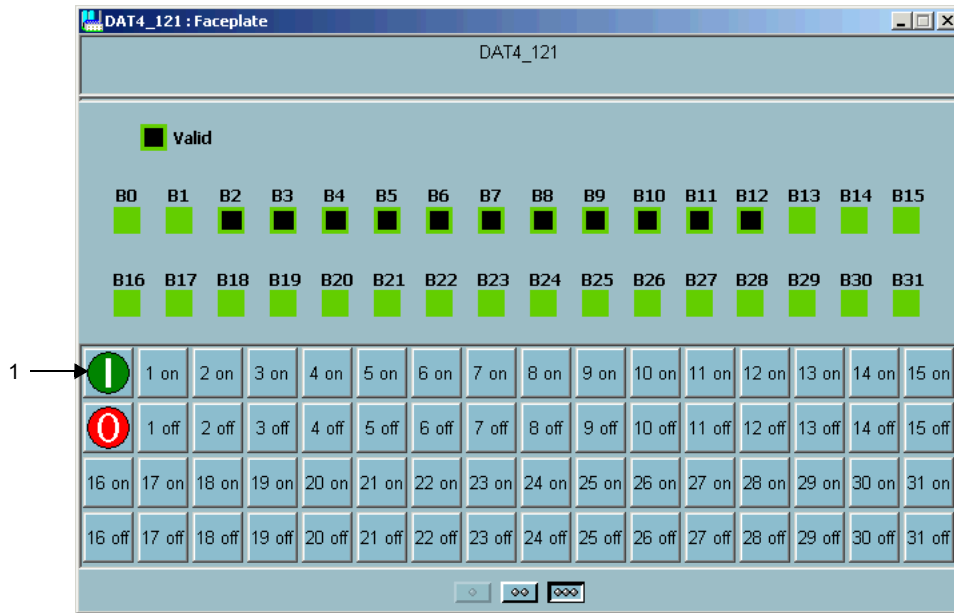 DAT4_121 : Faceplate
DAT4_121
Valid
B0 B1 B2 B3 B4 B5 B6 B7 B8 B9 B10 B11 B12 B13 B14 B15
B16 B17 B18 B19 B20 B21 B22 B23 B24 B25 B26 B27 B28 B29 B30 B31
1 I 1 on 2 on 3 on 4 on 5 on 6 on 7 on 8 on 9 on 10 on 11 on 12 on 13 on 14 on 15 on
0 1 off 2 off 3 off 4 off 5 off 6 off 7 off 8 off 9 off 10 off 11 off 12 off 13 off 14 off 15 off
16 on 17 on 18 on 19 on 20 on 21 on 22 on 23 on 24 on 25 on 26 on 27 on 28 on 29 on 30 on 31 on
16 off 17 off 18 off 19 off 20 off 21 off 22 off 23 off 24 off 25 off 26 off 27 off 28 off 29 off 30 off 31 off